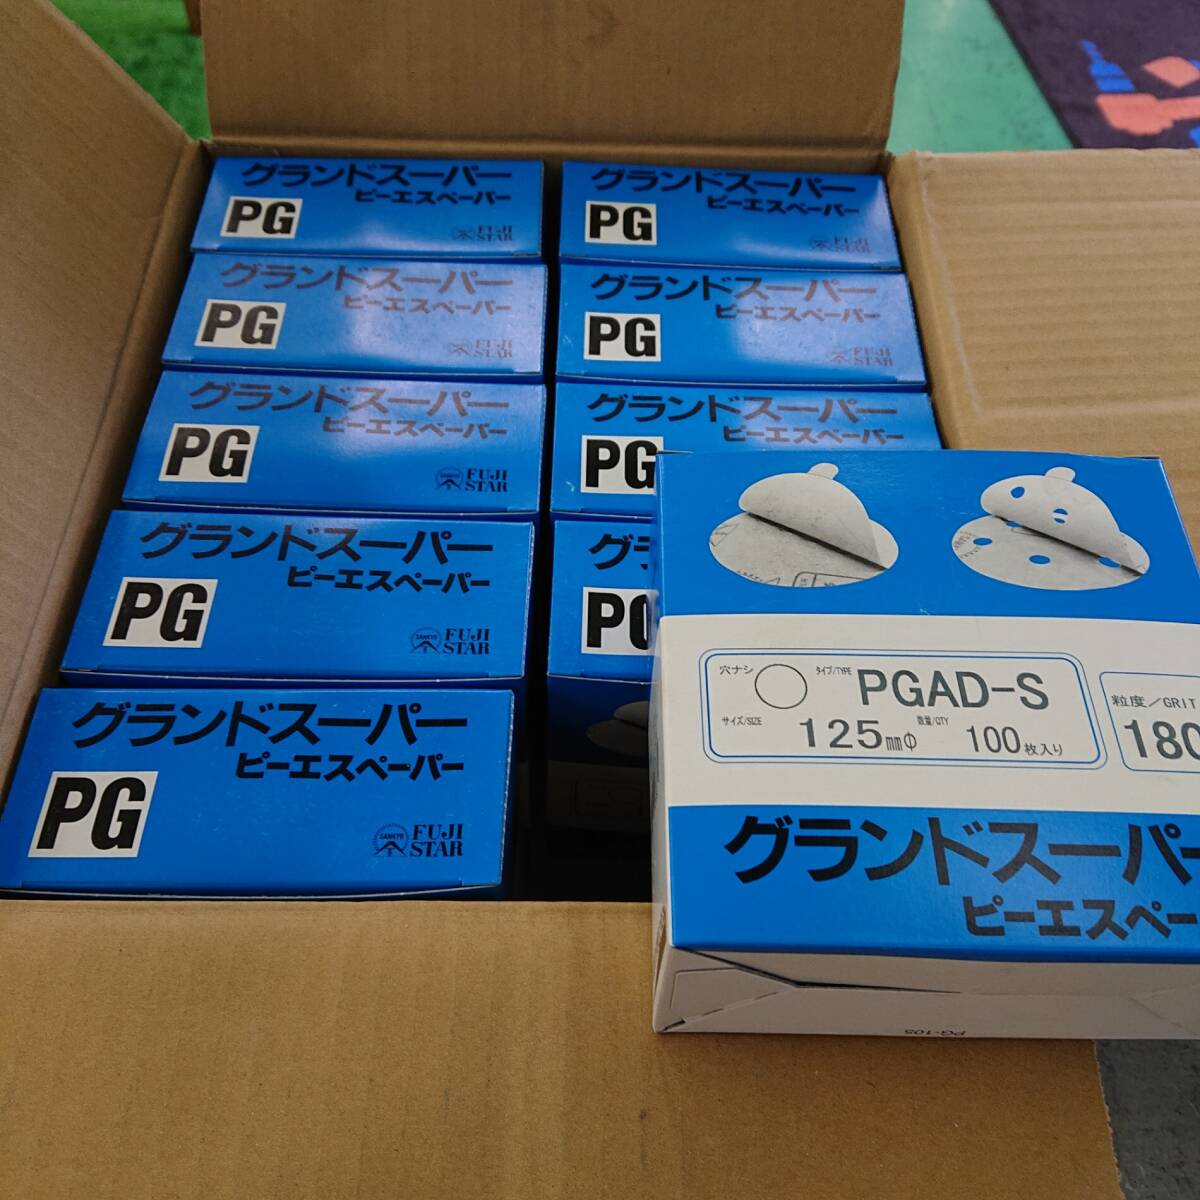 グランドスーパー
ピーエスペーパー
PG
FUJI
STAR
グランドスーパー
ピーエスペーパー
PG
FUJI
STAR
グランドスーパー
ピーエスペーパー
PG
FUJI
STAR
グランドスーパー
ピーエスペーパー
PG
FUJI
STAR
グランドスーパー
ピーエスペーパー
PG
SANKYO
FUJI
STAR
グランドスーパー
ピーエスペーパー
PG
グランドスーパー
ピーエスペーパー
PG
SANKYO
FUJI
STAR
グラ
PG
グランドスーパー
ピーエスペーパー
PG
SANKYO
FUJI
STAR
穴ナシ
タイプ/TYPE
PGAD-S
サイズ/SIZE
125mmφ
数量/QTY
100枚入り
粒度/GRIT
180
グランドスーパー
ピーエスペーパ
PG-105